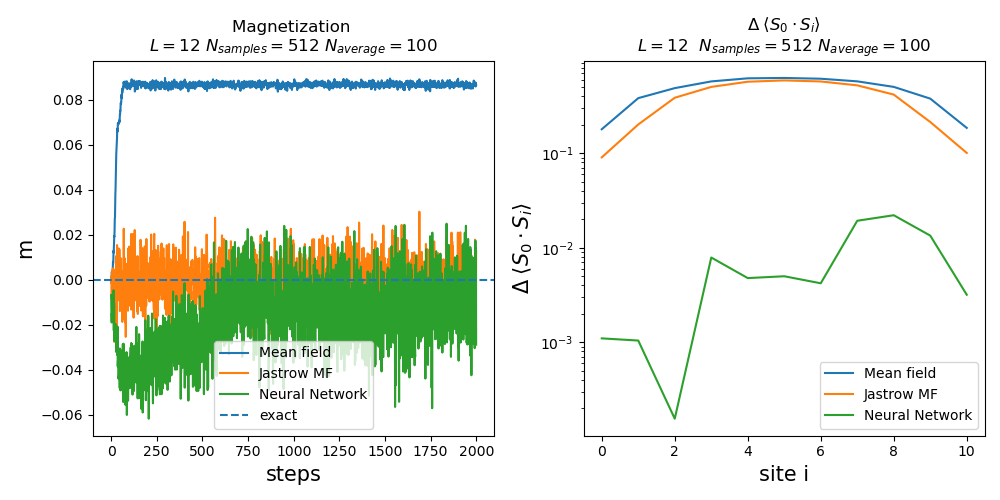 Magnetization
L = 12 N_samples = 512 N_average = 100
m
0.08
0.06
0.04
0.02
0.00
−0.02
−0.04
−0.06
0 250 500 750 1000 1250 1500 1750 2000
steps
Mean field
Jastrow MF
Neural Network
exact
Δ ⟨S_0 · S_i⟩
L = 12 N_samples = 512 N_average = 100
Δ ⟨S_0 · S_i⟩
10^−1
10^−2
10^−3
0 2 4 6 8 10
site i
Mean field
Jastrow MF
Neural Network